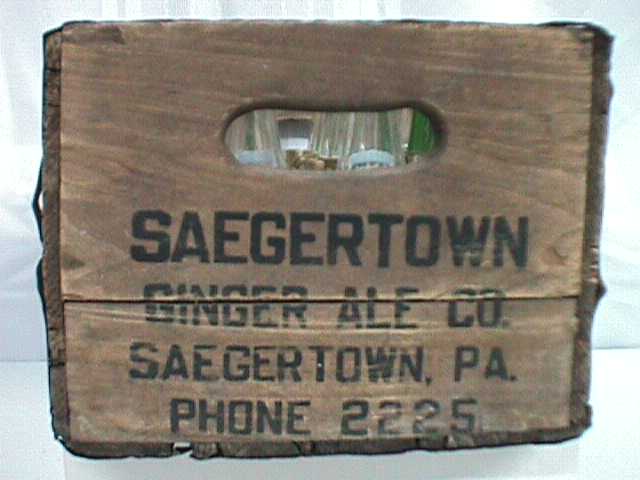 SAEGERTOWN
GINGER ALE CO.
SAEGERTOWN, PA.
PHONE 2225